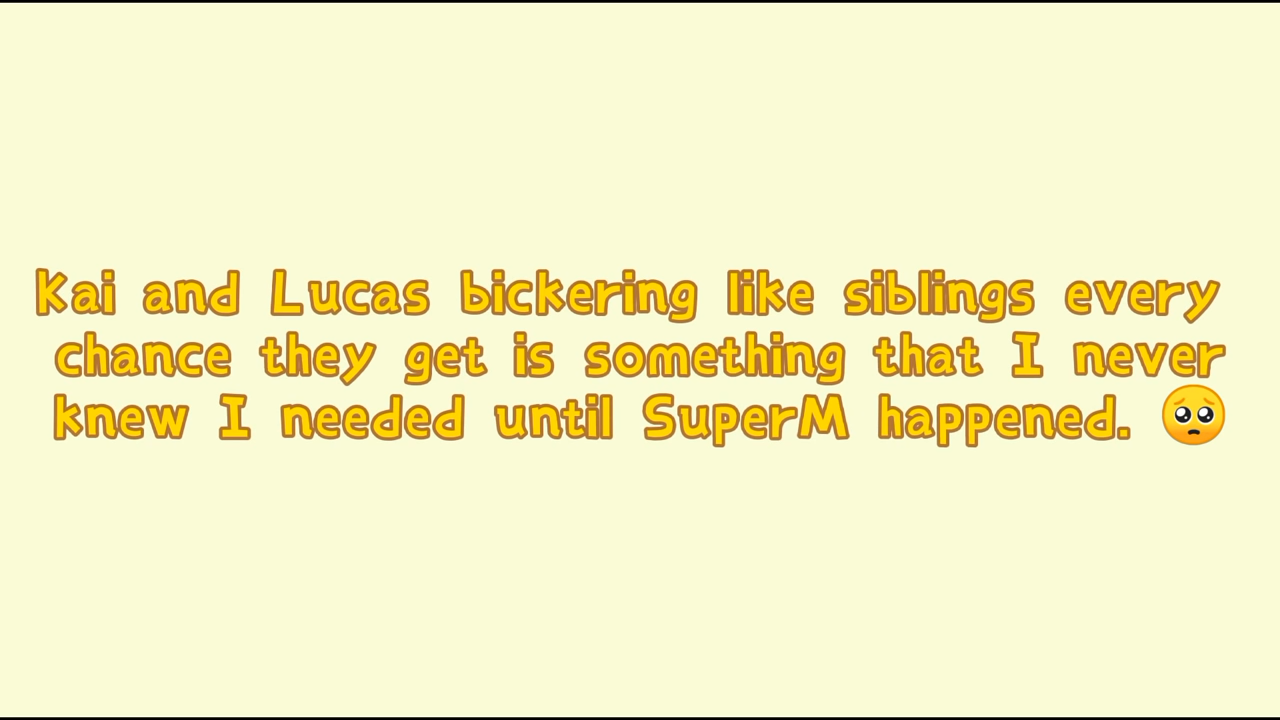 Kai and Lucas bickering like siblings every
chance they get is something that I never
knew I needed until SuperM happened. 🥺